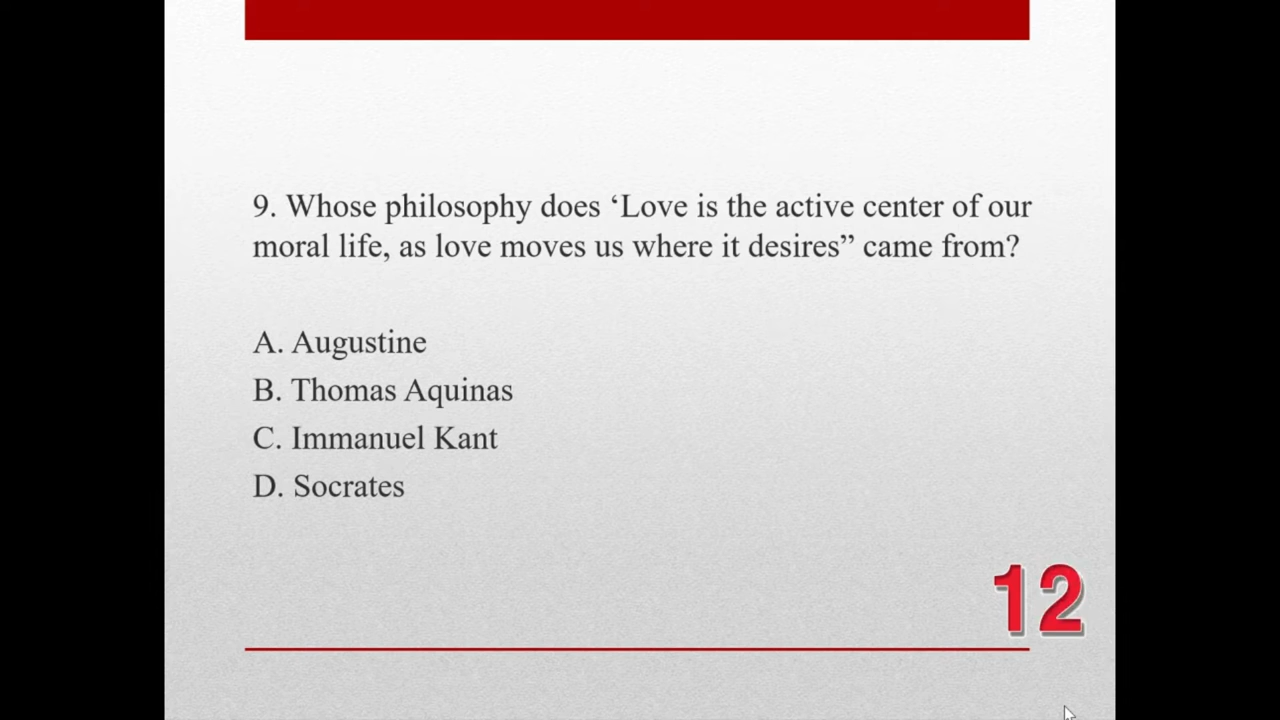 9. Whose philosophy does ‘Love is the active center of our
moral life, as love moves us where it desires” came from?
A. Augustine
B. Thomas Aquinas
C. Immanuel Kant
D. Socrates
12